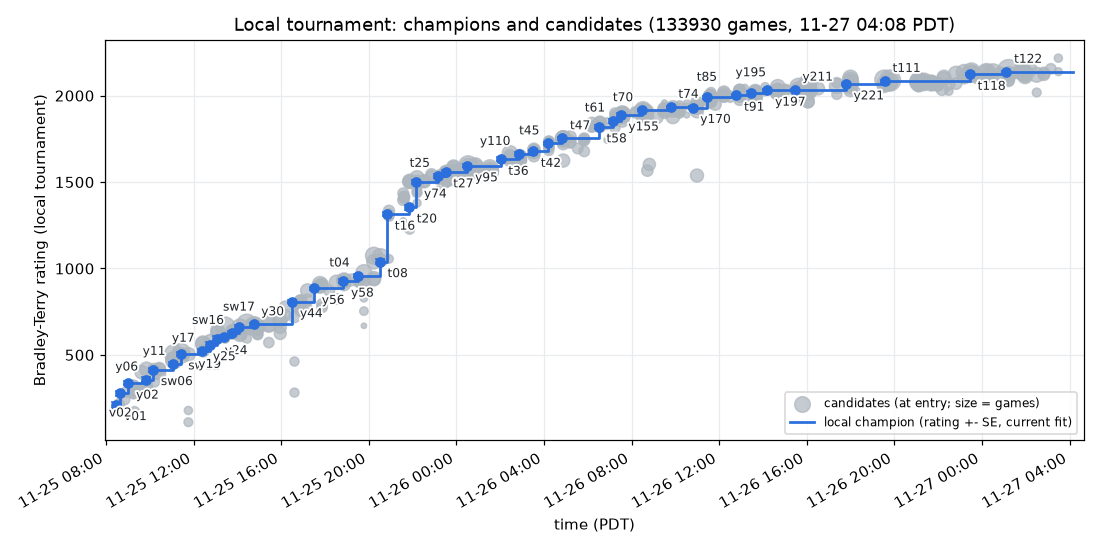 Local tournament: champions and candidates (133930 games, 11-27 04:08 PDT)
Bradley-Terry rating (local tournament)
2000
1500
1000
500
v02
y06
y02
y11
sw06
y17
y19
sw16
y25
y24
sw17
y30
y44
y56
t04
y58
t08
t16
t20
t25
y74
t27
y95
y110
t36
t45
t42
t47
t61
t58
t70
y155
t74
y170
t85
t91
y195
y197
y211
y221
t111
t118
t122
candidates (at entry; size = games)
local champion (rating +- SE, current fit)
11-25 08:00
11-25 12:00
11-25 16:00
11-25 20:00
11-26 00:00
11-26 04:00
11-26 08:00
11-26 12:00
11-26 16:00
11-26 20:00
11-27 00:00
11-27 04:00
time (PDT)